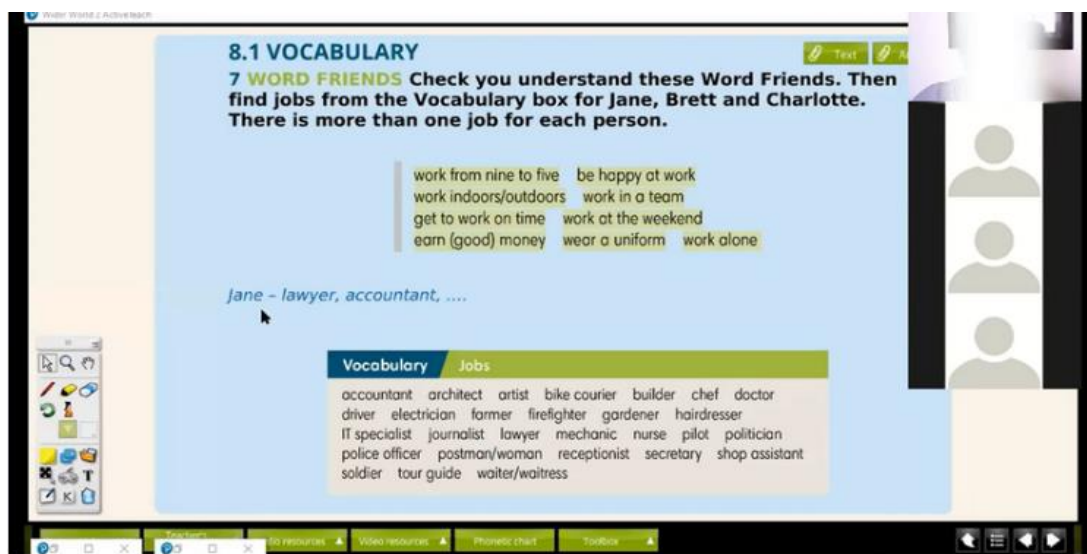 Wider World 2 ActiveTeach
8.1 VOCABULARY
Text
7 WORD FRIENDS Check you understand these Word Friends. Then
find jobs from the Vocabulary box for Jane, Brett and Charlotte.
There is more than one job for each person.
work from nine to five be happy at work
work indoors/outdoors work in a team
get to work on time work at the weekend
earn (good) money wear a uniform work alone
Jane – lawyer, accountant, ....
Vocabulary Jobs
accountant architect artist bike courier builder chef doctor
driver electrician farmer firefighter gardener hairdresser
IT specialist journalist lawyer mechanic nurse pilot politician
police officer postman/woman receptionist secretary shop assistant
soldier tour guide waiter/waitress
Teacher's resources Video resources Phonetic chart Toolbox